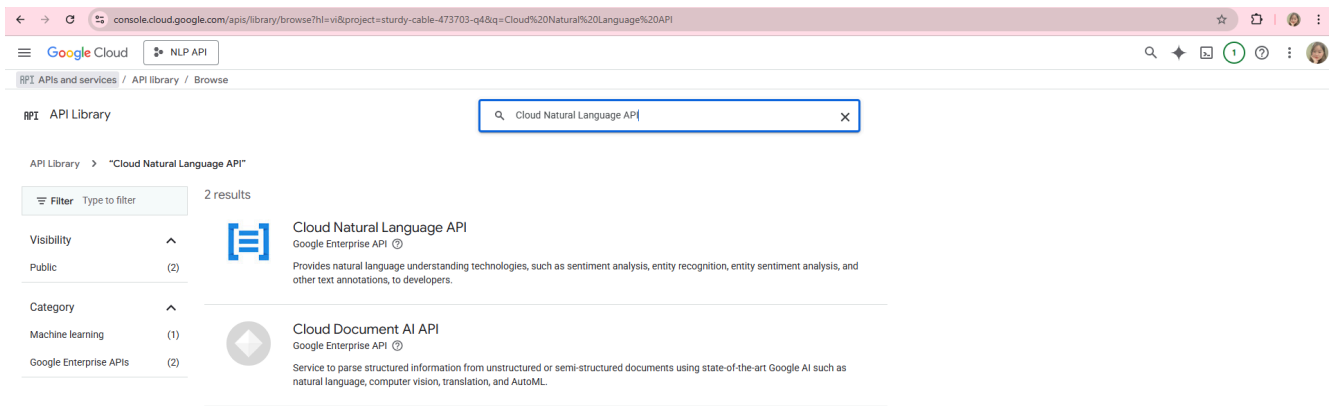 console.cloud.google.com/apis/library/browse?hl=vi&project=sturdy-cable-473703-q4&q=Cloud%20Natural%20Language%20API
Google Cloud NLP API 1
API APIs and services / API library / Browse
API API Library
Cloud Natural Language API
API Library > “Cloud Natural Language API”
Filter Type to filter
2 results
Visibility
Public (2)
Category
Machine learning (1)
Google Enterprise APIs (2)
Cloud Natural Language API
Google Enterprise API
Provides natural language understanding technologies, such as sentiment analysis, entity recognition, entity sentiment analysis, and
other text annotations, to developers.
Cloud Document AI API
Google Enterprise API
Service to parse structured information from unstructured or semi-structured documents using state-of-the-art Google AI such as
natural language, computer vision, translation, and AutoML.